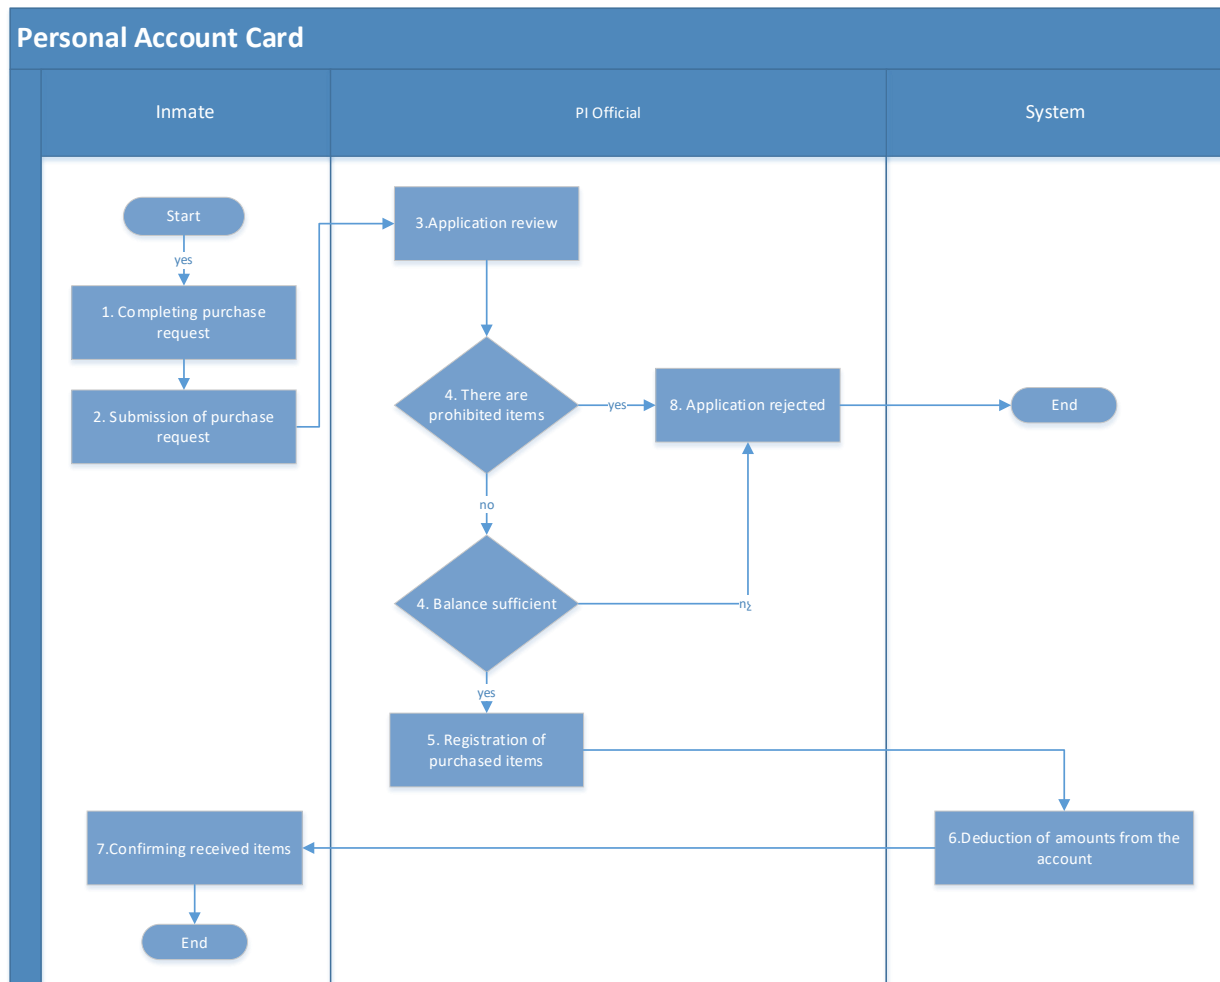 Personal Account Card
Inmate
PI Official
System
Start
yes
1. Completing purchase
request
2. Submission of purchase
request
3.Application review
4. There are
prohibited items
yes
8. Application rejected
End
no
4. Balance sufficient
yes
5. Registration of
purchased items
6.Deduction of amounts from the
account
7.Confirming received items
End